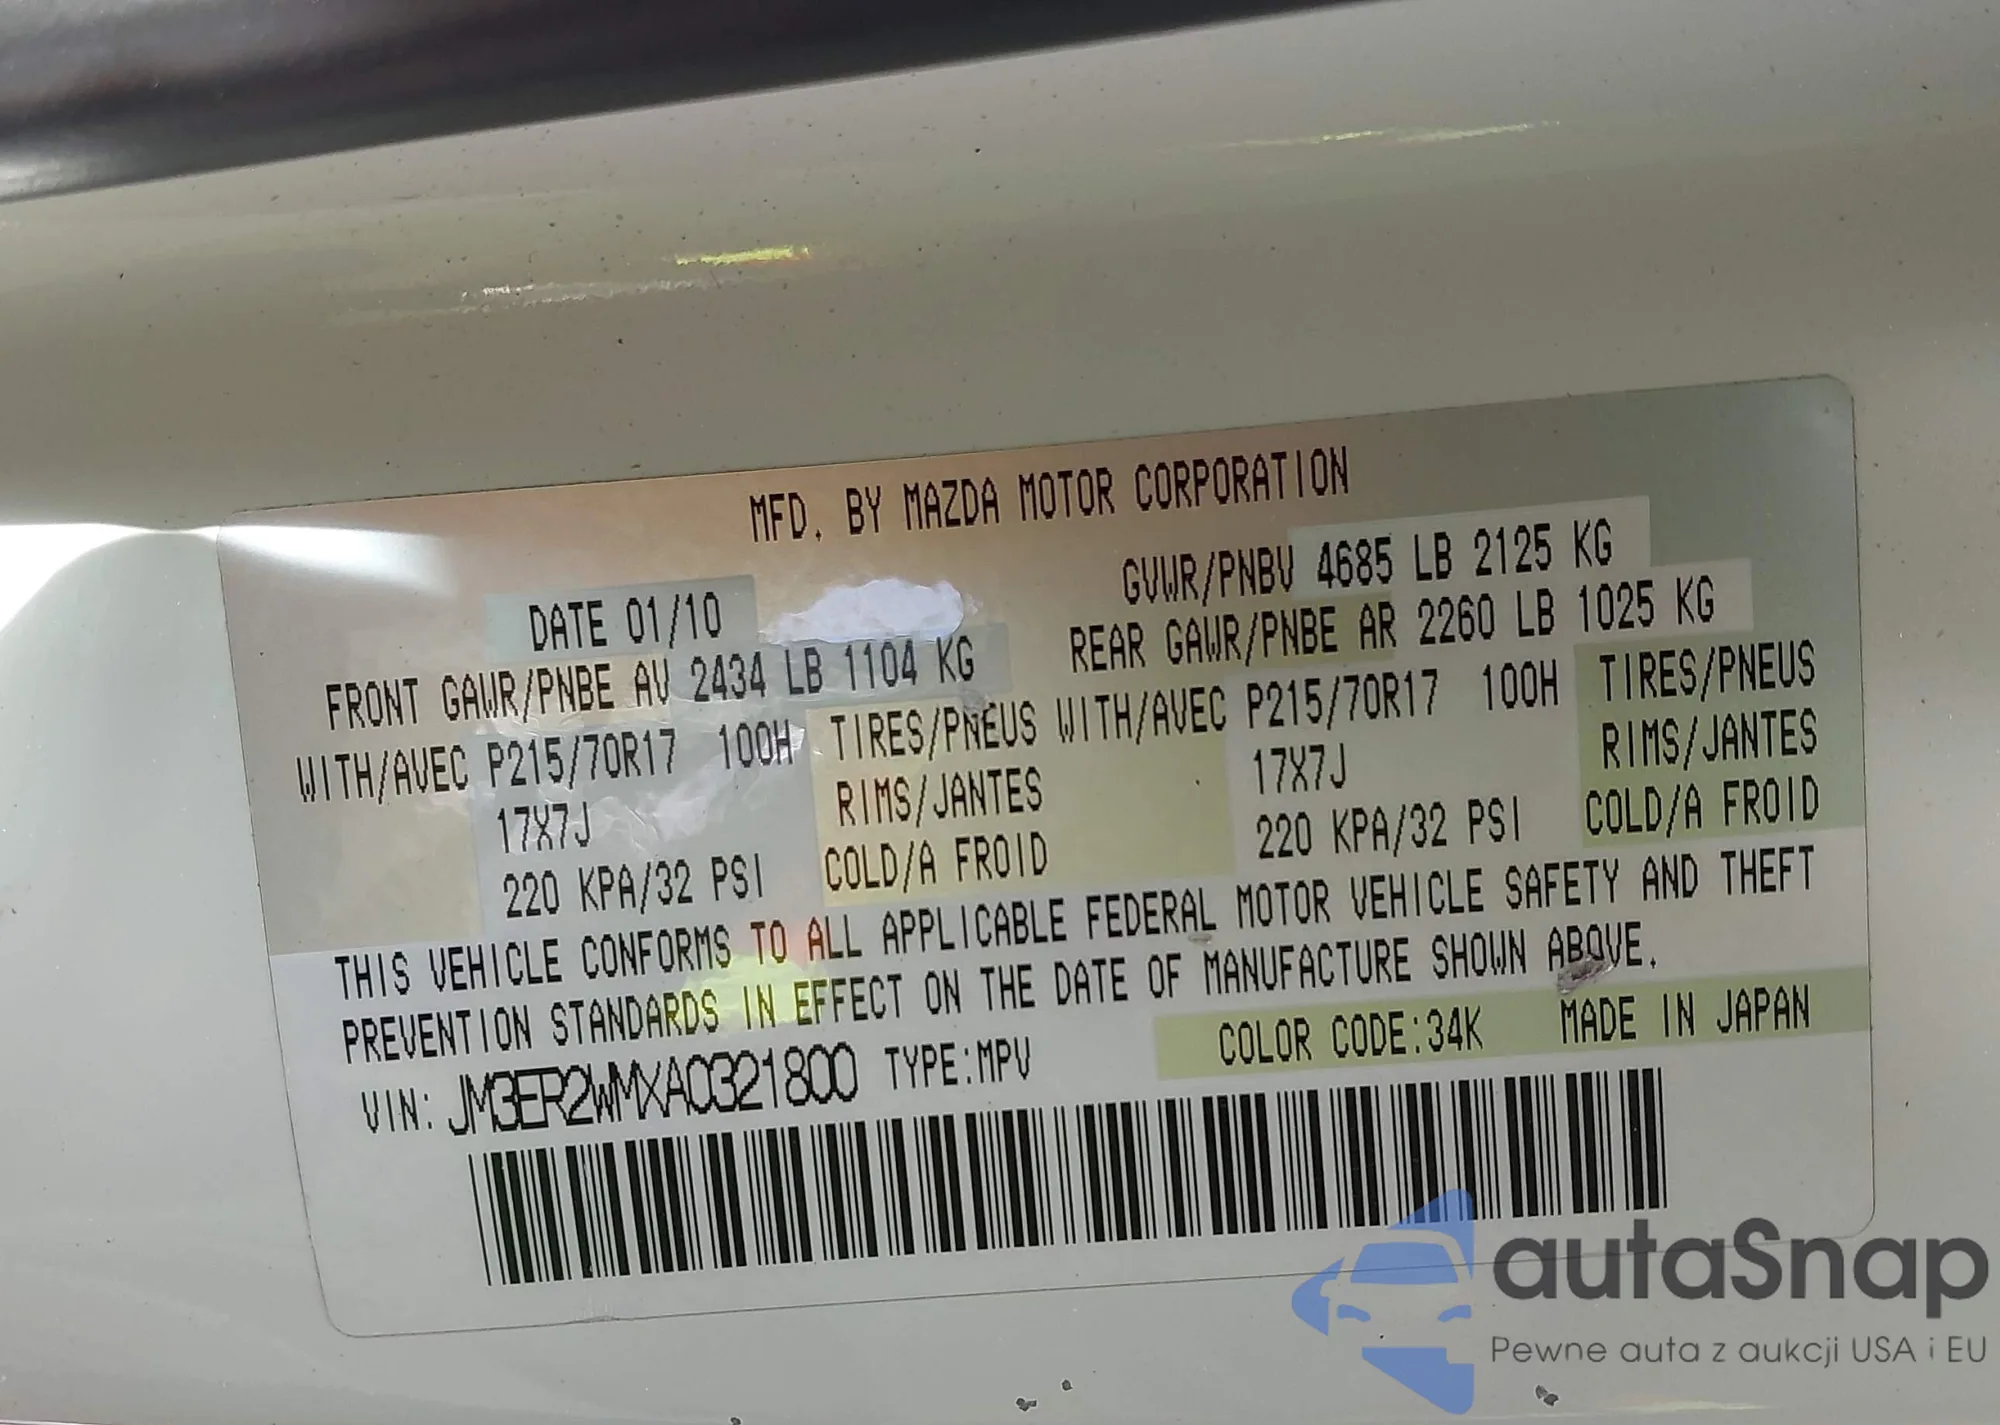 MFD. BY MAZDA MOTOR CORPORATION
DATE 01/10 GVWR/PNBV 4685 LB 2125 KG
FRONT GAWR/PNBE AV 2434 LB 1104 KG REAR GAWR/PNBE AR 2260 LB 1025 KG
WITH/AVEC P215/70R17 100H TIRES/PNEUS WITH/AVEC P215/70R17 100H TIRES/PNEUS
17X7J RIMS/JANTES 17X7J RIMS/JANTES
220 KPA/32 PSI COLD/A FROID 220 KPA/32 PSI COLD/A FROID
THIS VEHICLE CONFORMS TO ALL APPLICABLE FEDERAL MOTOR VEHICLE SAFETY AND THEFT
PREVENTION STANDARDS IN EFFECT ON THE DATE OF MANUFACTURE SHOWN ABOVE.
VIN: JM3ER2WMXA0321800 TYPE:MPV COLOR CODE:34K MADE IN JAPAN
autaSnap
Pewne auta z aukcji USA i EU